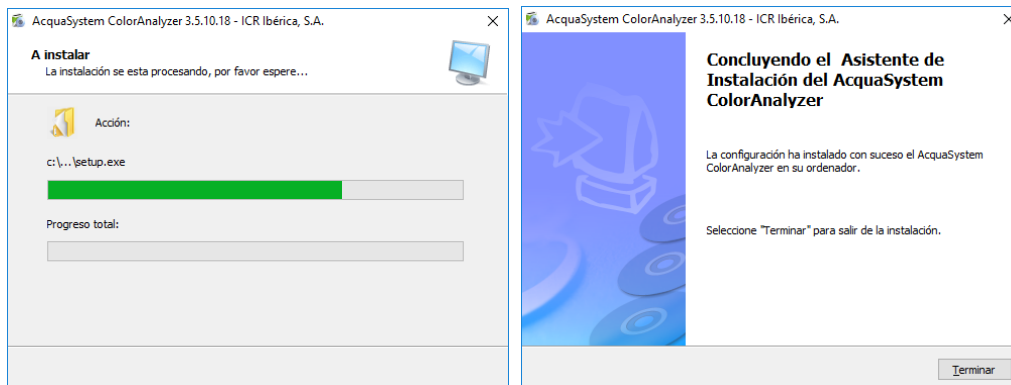 AcquaSystem ColorAnalyzer 3.5.10.18 - ICR Ibérica, S.A.
A instalar
La instalación se esta procesando, por favor espere...
Acción:
c:\...\setup.exe
Progreso total:
AcquaSystem ColorAnalyzer 3.5.10.18 - ICR Ibérica, S.A.
Concluyendo el Asistente de
Instalación del AcquaSystem
ColorAnalyzer
La configuración ha instalado con suceso el AcquaSystem
ColorAnalyzer en su ordenador.
Seleccione "Terminar" para salir de la instalación.
Terminar